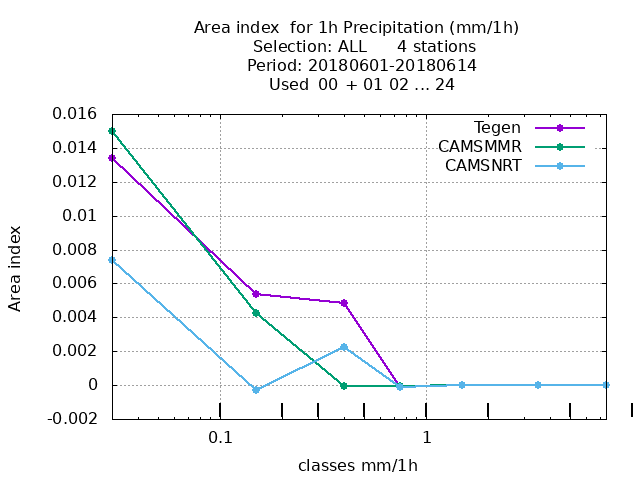 Area index  for 1h Precipitation (mm/1h)
Selection: ALL      4 stations
Period: 20180601-20180614
Used  00  + 01 02 ... 24
0.016
0.014
0.012
0.01
0.008
0.006
0.004
0.002
0
-0.002
Area index
Tegen
CAMSMMR
CAMSNRT
0.1
1
classes mm/1h